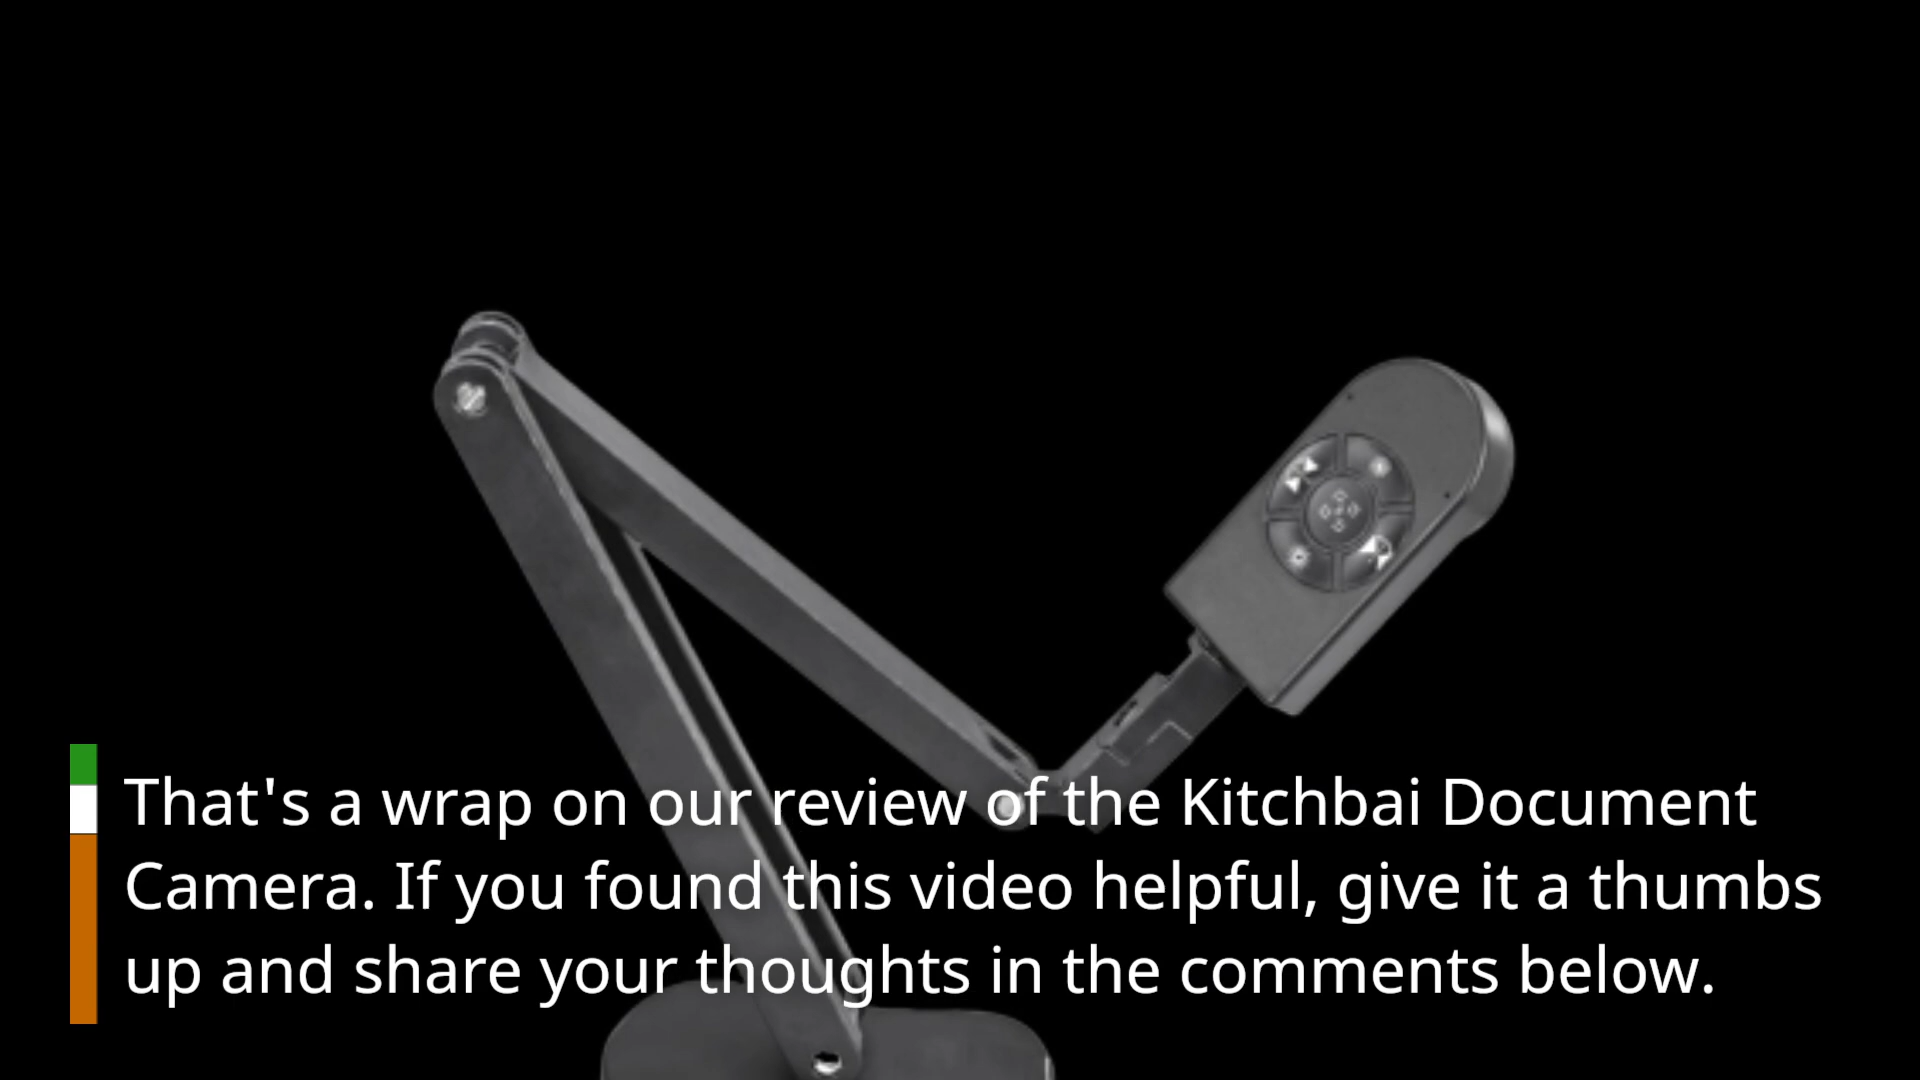 That's a wrap on our review of the Kitchbai Document
Camera. If you found this video helpful, give it a thumbs
up and share your thoughts in the comments below.